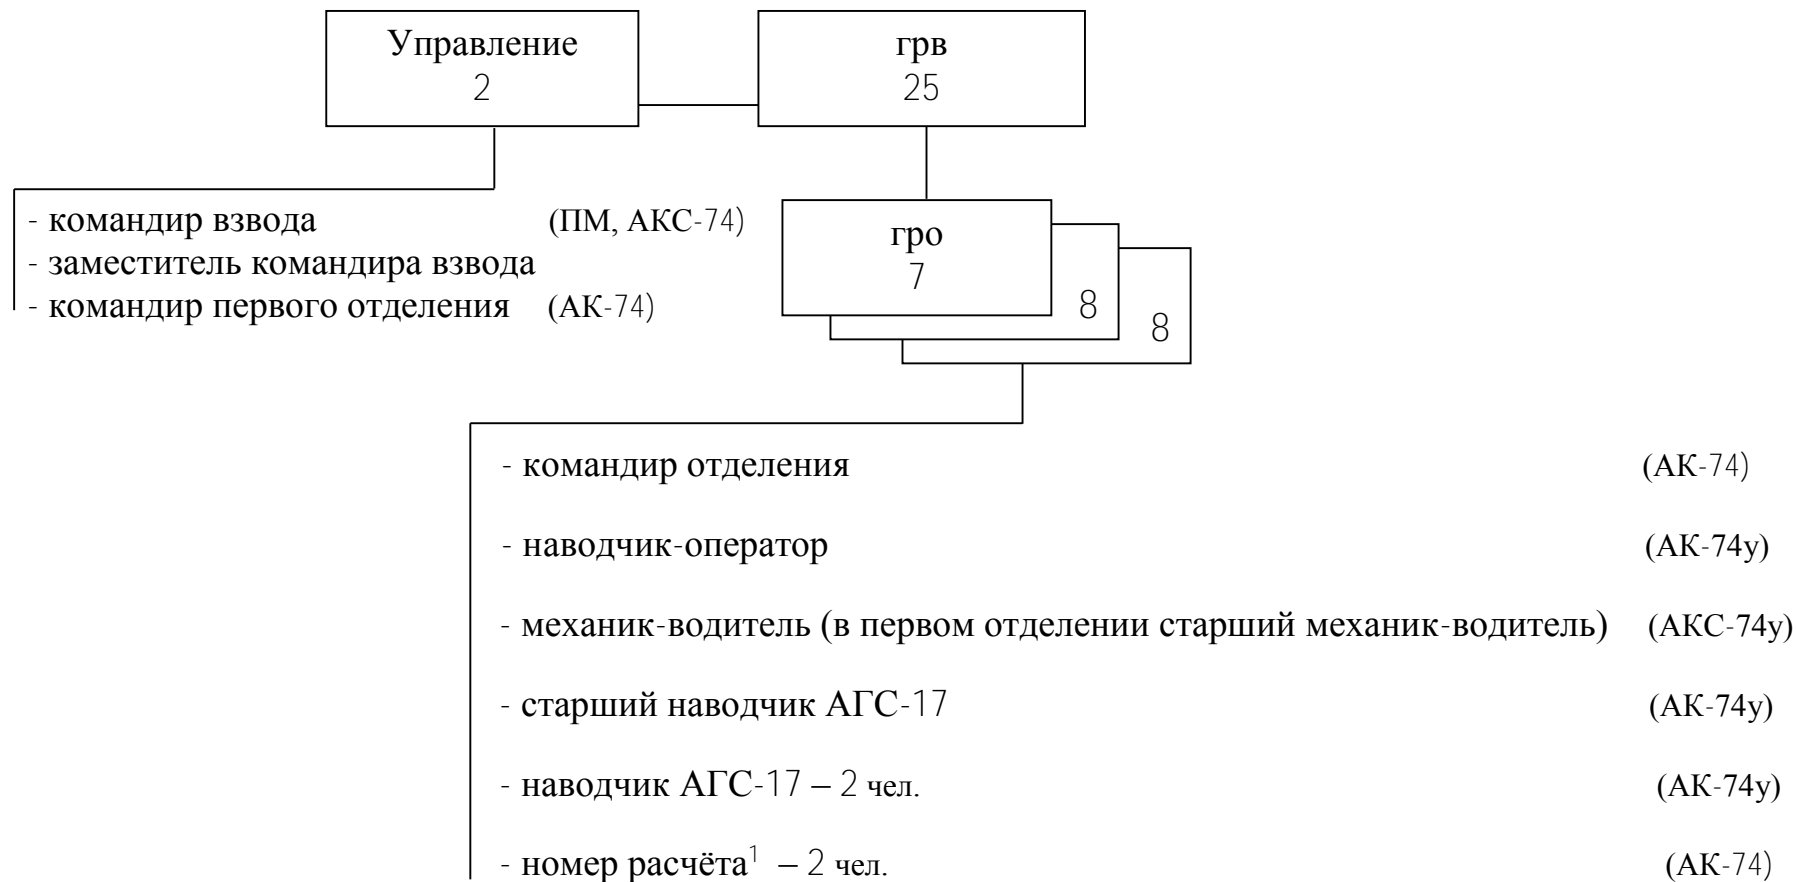 Управление
2
грв
25
- командир взвода (ПМ, АКС-74)
- заместитель командира взвода
- командир первого отделения (АК-74)
гро
7
8
8
- командир отделения (АК-74)
- наводчик-оператор (АК-74у)
- механик-водитель (в первом отделении старший механик-водитель) (АКС-74у)
- старший наводчик АГС-17 (АК-74у)
- наводчик АГС-17 – 2 чел. (АК-74у)
- номер расчёта¹ – 2 чел. (АК-74)